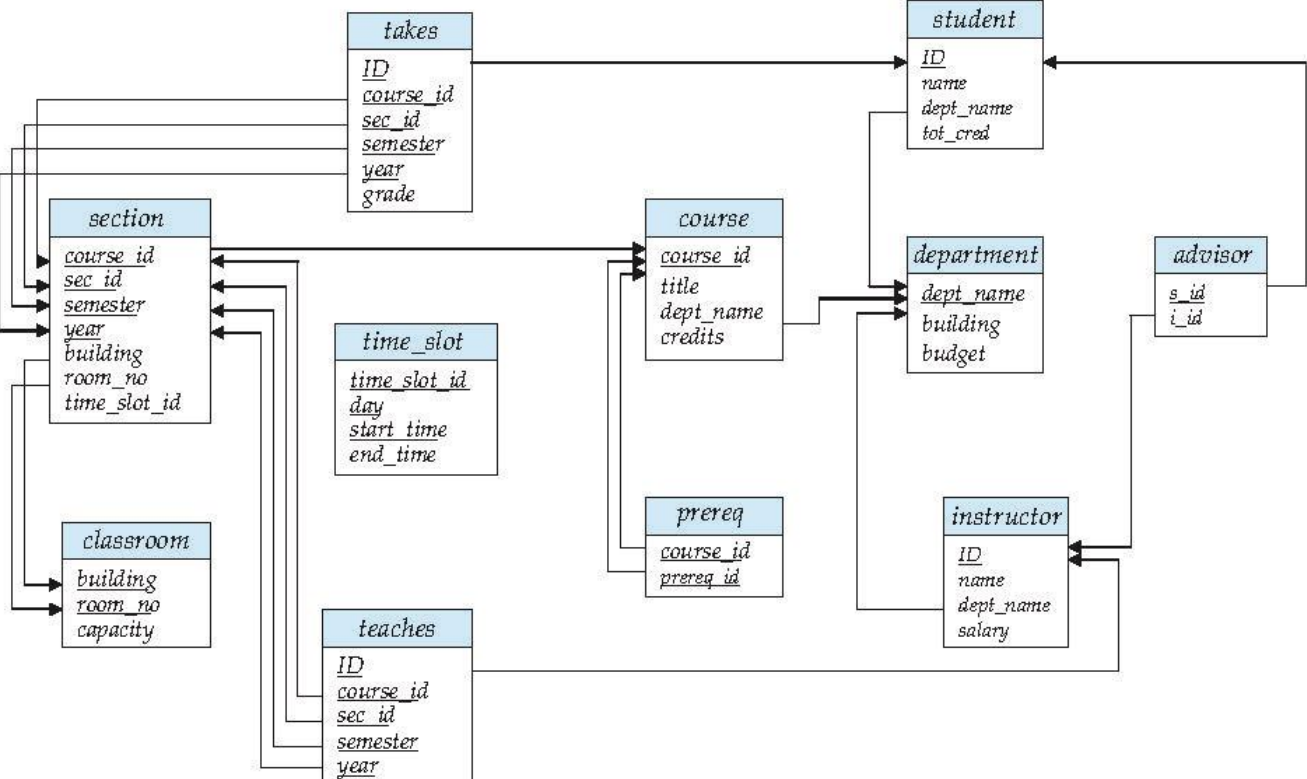 takes
ID
course_id
sec_id
semester
year
grade
student
ID
name
dept_name
tot_cred
section
course_id
sec_id
semester
year
building
room_no
time_slot_id
course
course_id
title
dept_name
credits
department
dept_name
building
budget
advisor
s_id
i_id
time_slot
time_slot_id
day
start_time
end_time
prereq
course_id
prereq_id
instructor
ID
name
dept_name
salary
classroom
building
room_no
capacity
teaches
ID
course_id
sec_id
semester
year